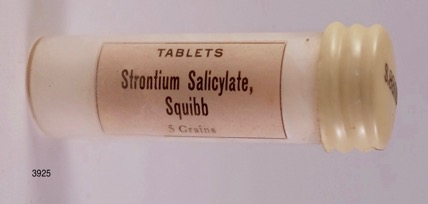 TABLETS
Strontium Salicylate,
Squibb
5 Grains
3925